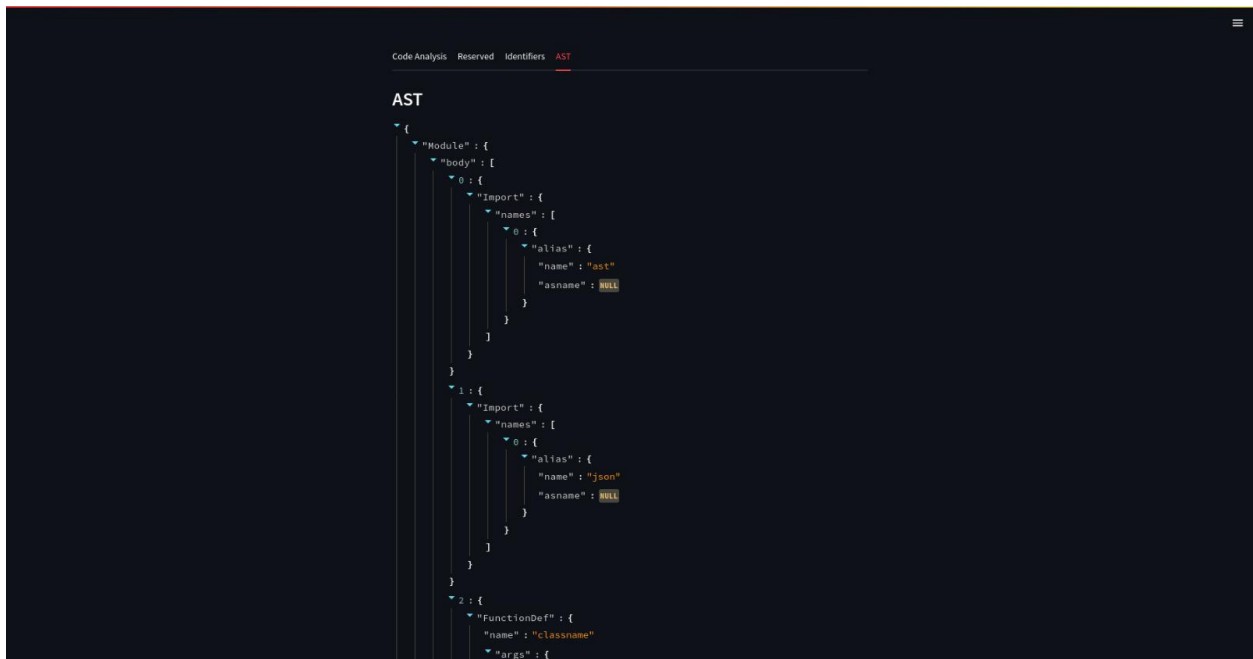 Code Analysis Reserved Identifiers AST
AST
{
"Module" : {
"body" : [
0 : {
"Import" : {
"names" : [
0 : {
"alias" : {
"name" : "ast"
"asname" : NULL
}
}
]
}
}
1 : {
"Import" : {
"names" : [
0 : {
"alias" : {
"name" : "json"
"asname" : NULL
}
}
]
}
}
2 : {
"FunctionDef" : {
"name" : "classname"
"args" : {